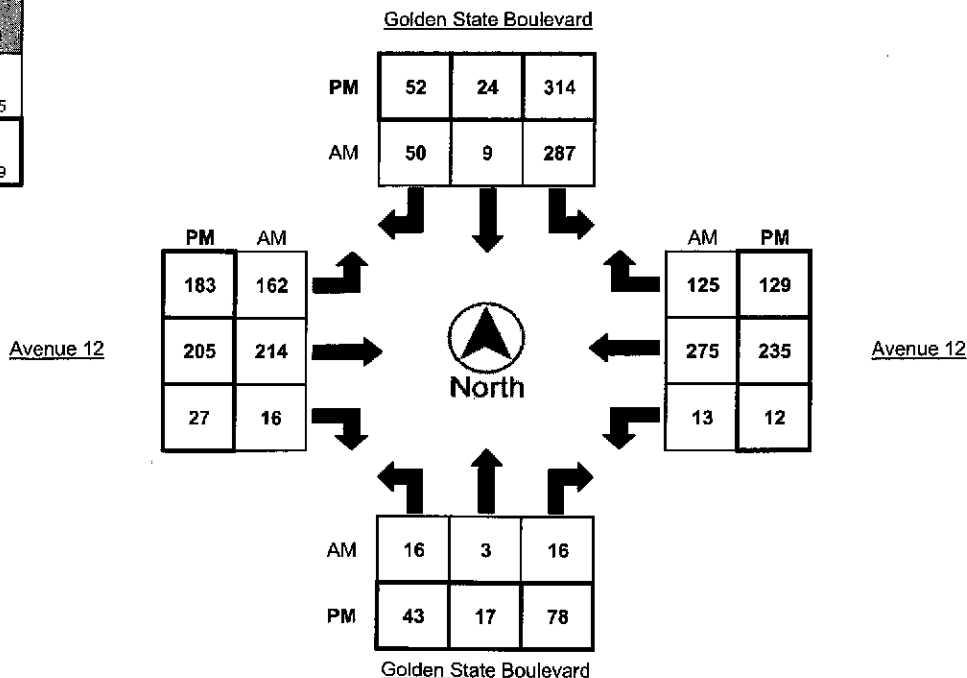 Golden State Boulevard
PM 52 24 314
AM 50 9 287
5
9
PM AM
183 162
205 214
27 16
Avenue 12
North
AM PM
125 129
275 235
13 12
Avenue 12
AM 16 3 16
PM 43 17 78
Golden State Boulevard